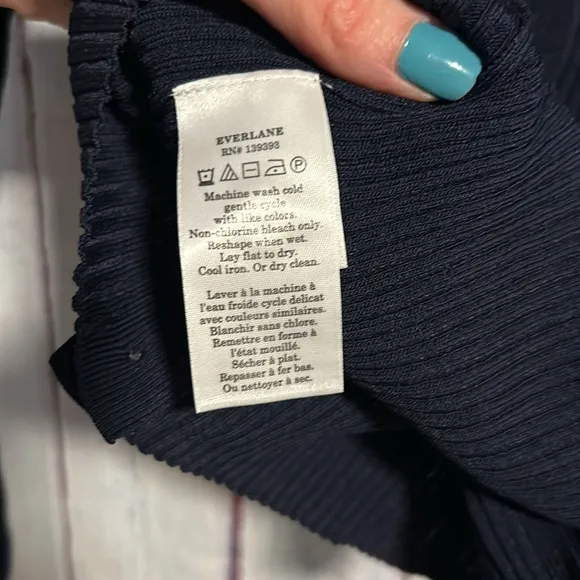 EVERLANE
RN# 139393
P
Machine wash cold
gentle cycle
with like colors.
Non-chlorine bleach only.
Reshape when wet.
Lay flat to dry.
Cool iron. Or dry clean.
Laver à la machine à
l'eau froide cycle delicat
avec couleurs similaires.
Blanchir sans chlore.
Remettre en forme à
l'état mouillé.
Sécher à plat.
Repasser à fer bas.
Ou nettoyer à sec.